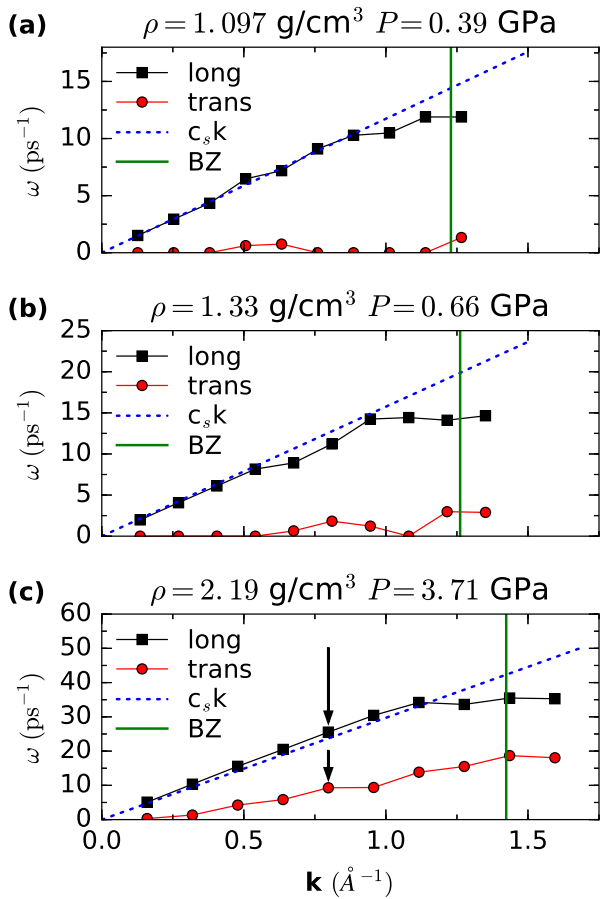 (a) ρ = 1.097 g/cm³ P = 0.39 GPa
long
trans
cₛk
BZ
15
10
5
0
ω (ps⁻¹)
(b) ρ = 1.33 g/cm³ P = 0.66 GPa
long
trans
cₛk
BZ
25
20
15
10
5
0
ω (ps⁻¹)
(c) ρ = 2.19 g/cm³ P = 3.71 GPa
long
trans
cₛk
BZ
60
50
40
30
20
10
0
ω (ps⁻¹)
0.0 0.5 1.0 1.5
k (Å⁻¹)